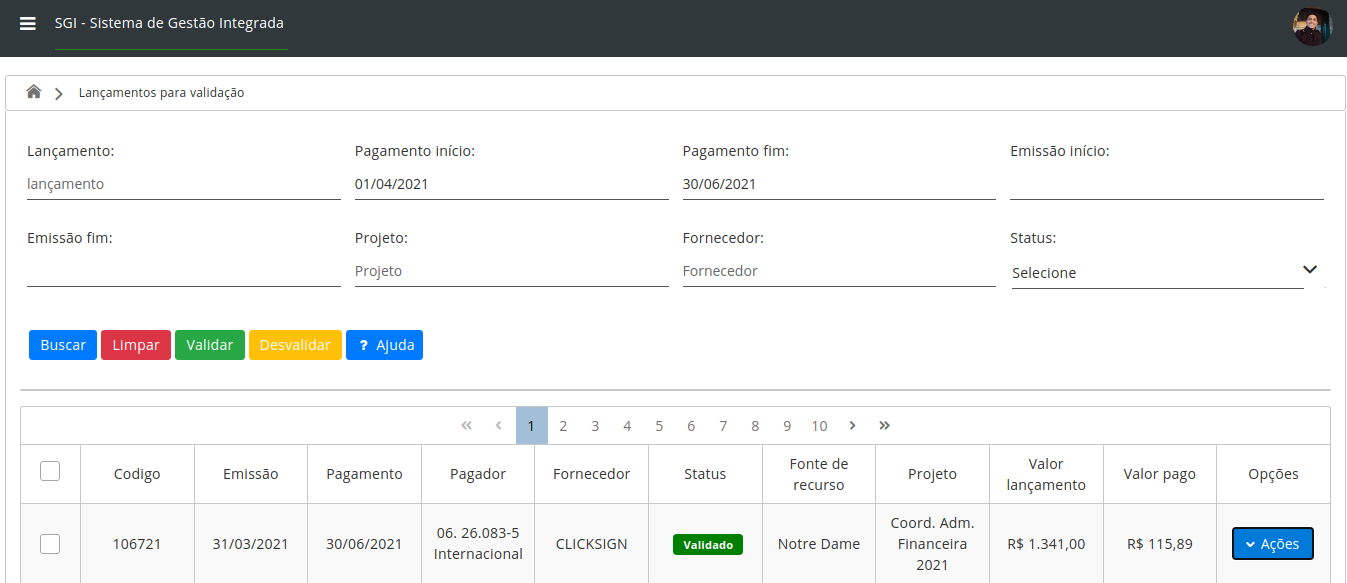 SGI - Sistema de Gestão Integrada
Lançamentos para validação
Lançamento: Pagamento início: Pagamento fim: Emissão início:
lançamento 01/04/2021 30/06/2021
Emissão fim: Projeto: Fornecedor: Status:
Projeto Fornecedor Selecione
Buscar Limpar Validar Desvalidar ? Ajuda
« ‹ 1 2 3 4 5 6 7 8 9 10 › »
Codigo Emissão Pagamento Pagador Fornecedor Status Fonte de recurso Projeto Valor lançamento Valor pago Opções
106721 31/03/2021 30/06/2021 06. 26.083-5 Internacional CLICKSIGN Validado Notre Dame Coord. Adm. Financeira 2021 R$ 1.341,00 R$ 115,89 Ações